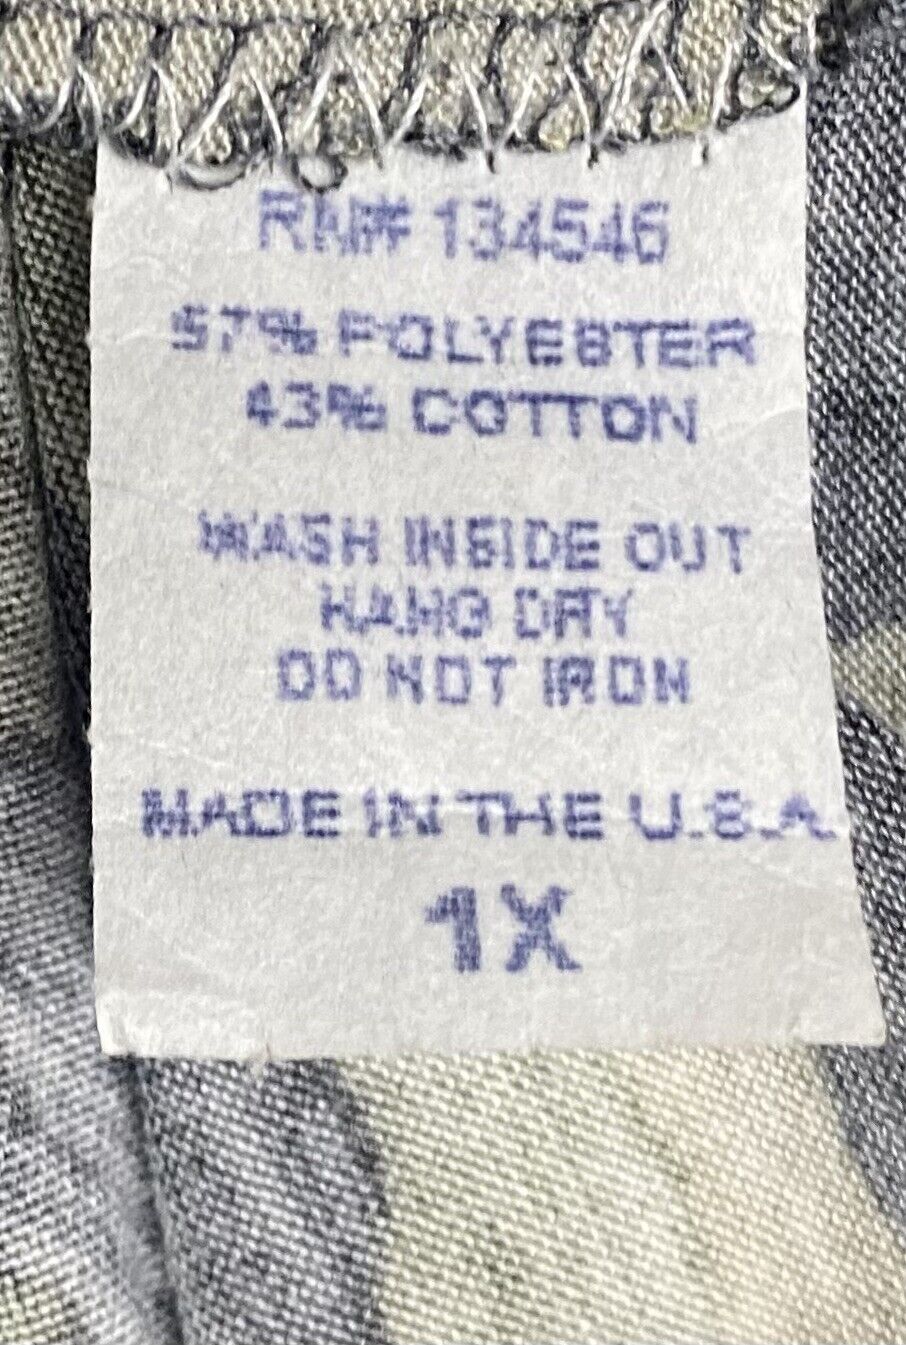 RN# 134546
57% POLYESTER
43% COTTON
WASH INSIDE OUT
HANG DRY
DO NOT IRON
MADE IN THE U.S.A
1X